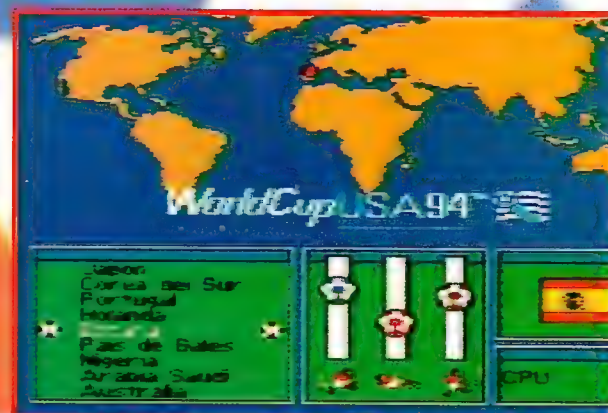 WorldCupUSA94
Japon
Corea del Sur
Portugal
Holanda
Pais de Gales
Nigeria
Arabia Saudi
Australia
CPU